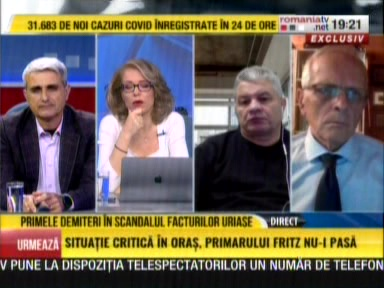 31.683 DE NOI CAZURI COVID ÎNREGISTRATE ÎN 24 DE ORE
romaniatv
.net
19:21
EXCLUSIV
PRIMELE DEMITERI ÎN SCANDALUL FACTURILOR URIAȘE
DIRECT
URMEAZĂ
SITUAȚIE CRITICĂ ÎN ORAȘ, PRIMARULUI FRITZ NU-I PASĂ
V PUNE LA DISPOZIȚIA TELESPECTATORILOR UN NUMĂR DE TELEFO